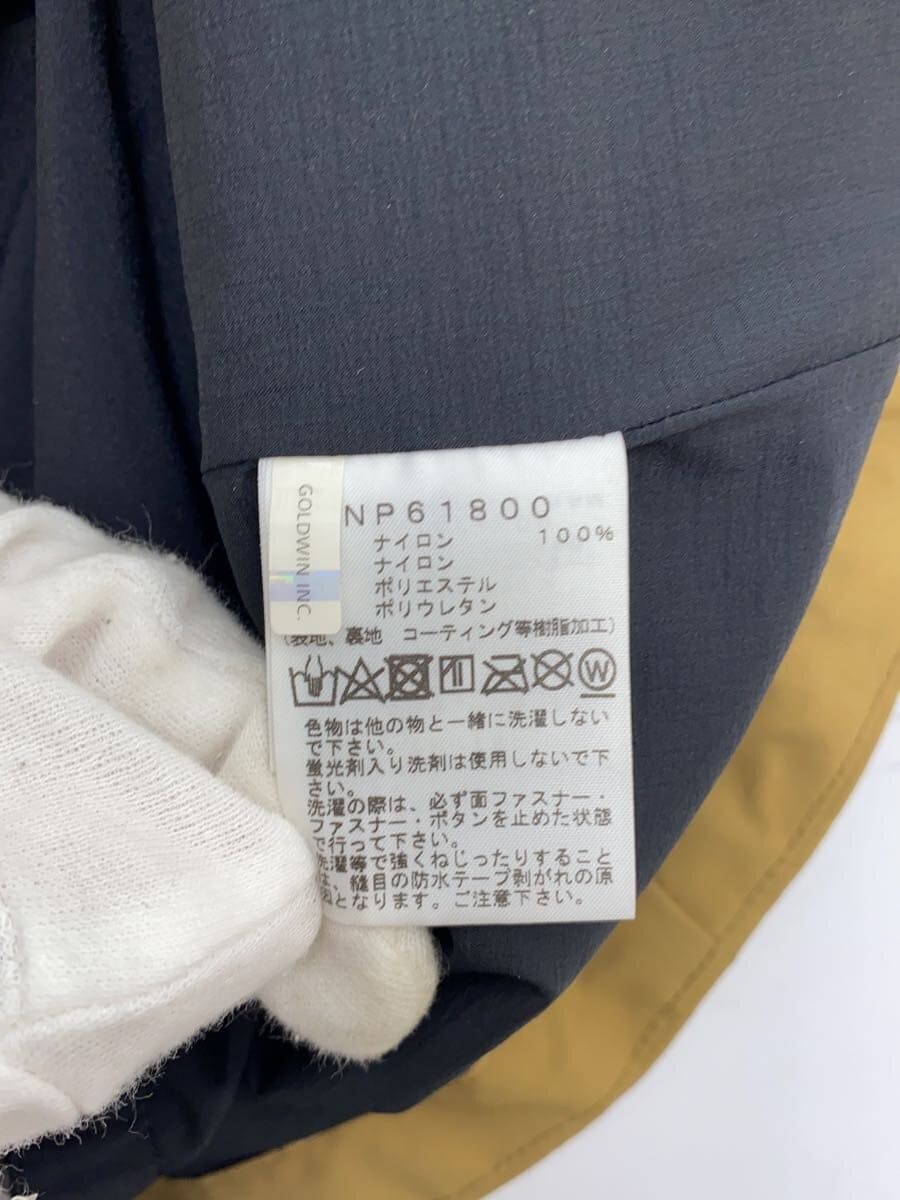 GOLDWIN INC.
NP61800
ナイロン 100%
ナイロン
ポリエステル
ポリウレタン
(表地、裏地 コーティング等樹脂加工)
W
色物は他の物と一緒に洗濯しない
で下さい。
蛍光剤入り洗剤は使用しないで下
さい。
洗濯の際は、必ず面ファスナー・
ファスナー・ボタンを止めた状態
で行って下さい。
洗濯等で強くねじったりすること
は、縫目の防水テープ剥がれの原
因となります。ご注意下さい。